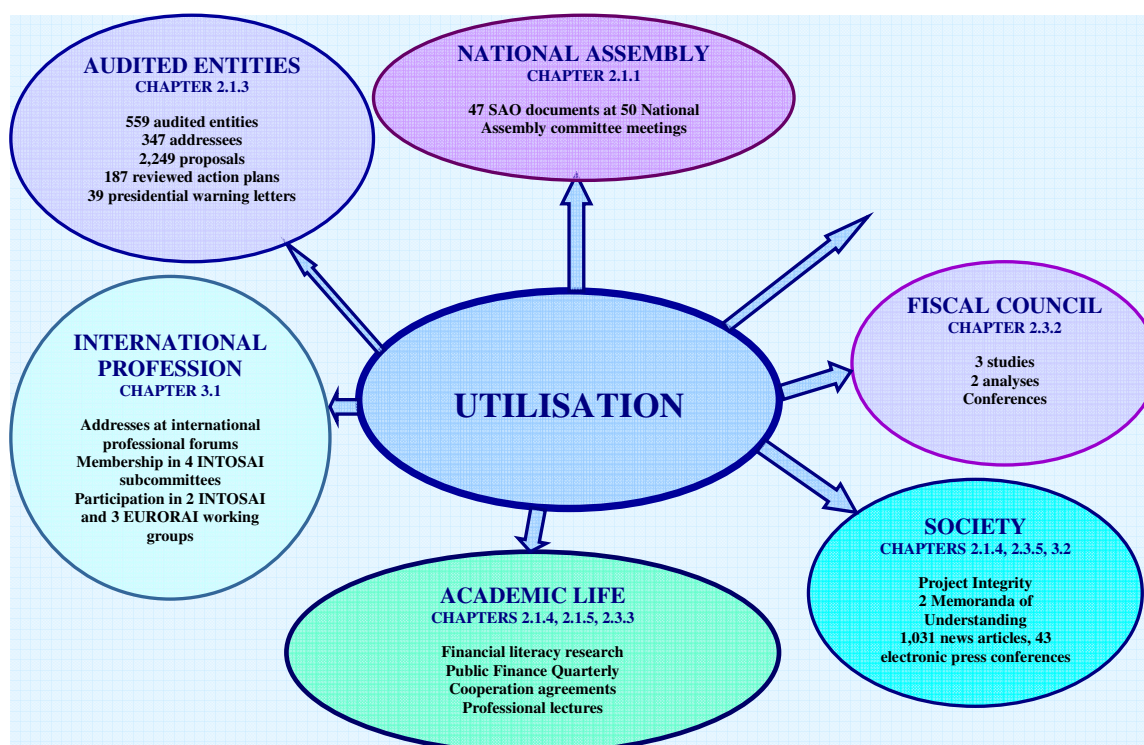 AUDITED ENTITIES
CHAPTER 2.1.3
559 audited entities
347 addressees
2,249 proposals
187 reviewed action plans
39 presidential warning letters
NATIONAL ASSEMBLY
CHAPTER 2.1.1
47 SAO documents at 50 National
Assembly committee meetings
INTERNATIONAL
PROFESSION
CHAPTER 3.1
Addresses at international
professional forums
Membership in 4 INTOSAI
subcommittees
Participation in 2 INTOSAI
and 3 EURORAI working
groups
UTILISATION
FISCAL COUNCIL
CHAPTER 2.3.2
3 studies
2 analyses
Conferences
SOCIETY
CHAPTERS 2.1.4, 2.3.5, 3.2
Project Integrity
2 Memoranda of
Understanding
1,031 news articles, 43
electronic press conferences
ACADEMIC LIFE
CHAPTERS 2.1.4, 2.1.5, 2.3.3
Financial literacy research
Public Finance Quarterly
Cooperation agreements
Professional lectures